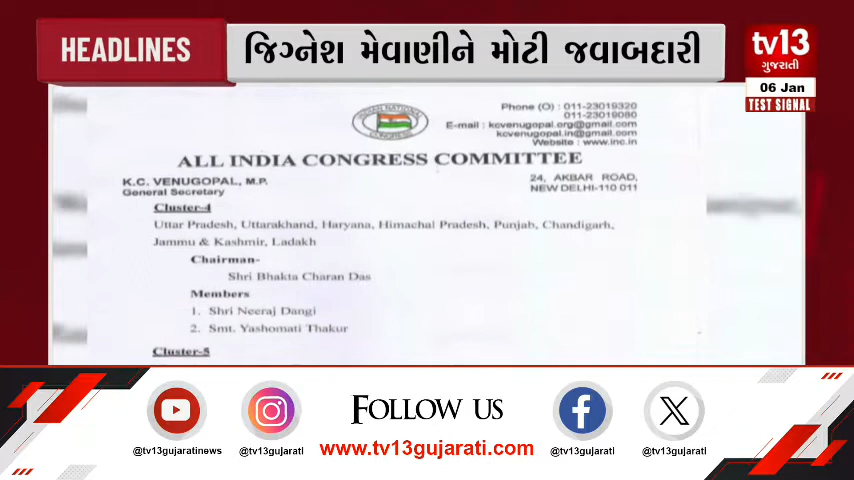 HEADLINES
જિગ્નેશ મેવાણીને મોટી જવાબદારી
tv13
ગુજરાતી
06 Jan
TEST SIGNAL
INDIAN NATIONAL
CONGRESS
Phone (O) : 011-23019320
011-23019080
E-mail : kcvenugopal.org@gmail.com
kcvenugopal.in@gmail.com
Website : www.inc.in
ALL INDIA CONGRESS COMMITTEE
K.C. VENUGOPAL, M.P.
General Secretary
24, AKBAR ROAD,
NEW DELHI-110 011
Cluster-4
Uttar Pradesh, Uttarakhand, Haryana, Himachal Pradesh, Punjab, Chandigarh,
Jammu & Kashmir, Ladakh
Chairman-
Shri Bhakta Charan Das
Members
1. Shri Neeraj Dangi
2. Smt. Yashomati Thakur
Cluster-5
FOLLOW US
www.tv13gujarati.com
@tv13gujaratinews
@tv13gujarati
@tv13gujarati
@tv13gujarati